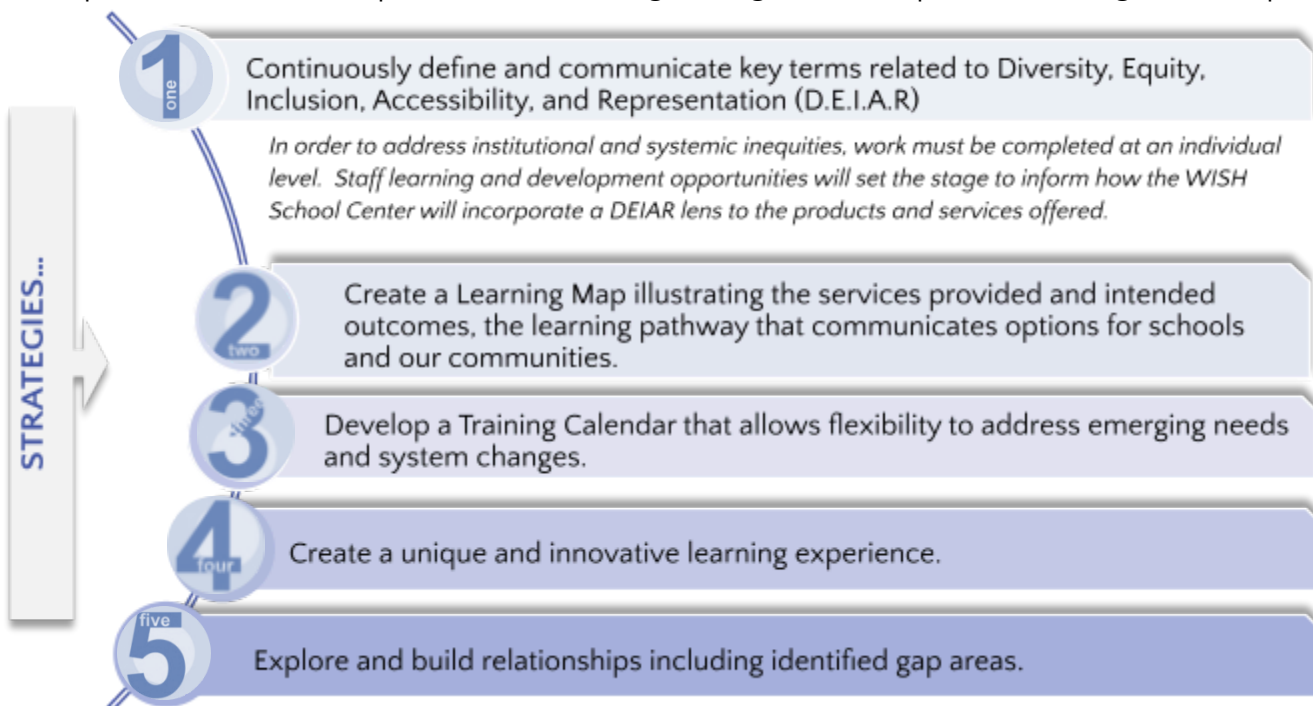 1
one
Continuously define and communicate key terms related to Diversity, Equity,
Inclusion, Accessibility, and Representation (D.E.I.A.R)
In order to address institutional and systemic inequities, work must be completed at an individual
level. Staff learning and development opportunities will set the stage to inform how the WISH
School Center will incorporate a DEIAR lens to the products and services offered.
STRATEGIES...
2
two
Create a Learning Map illustrating the services provided and intended
outcomes, the learning pathway that communicates options for schools
and our communities.
3
three
Develop a Training Calendar that allows flexibility to address emerging needs
and system changes.
4
four
Create a unique and innovative learning experience.
five
5
Explore and build relationships including identified gap areas.